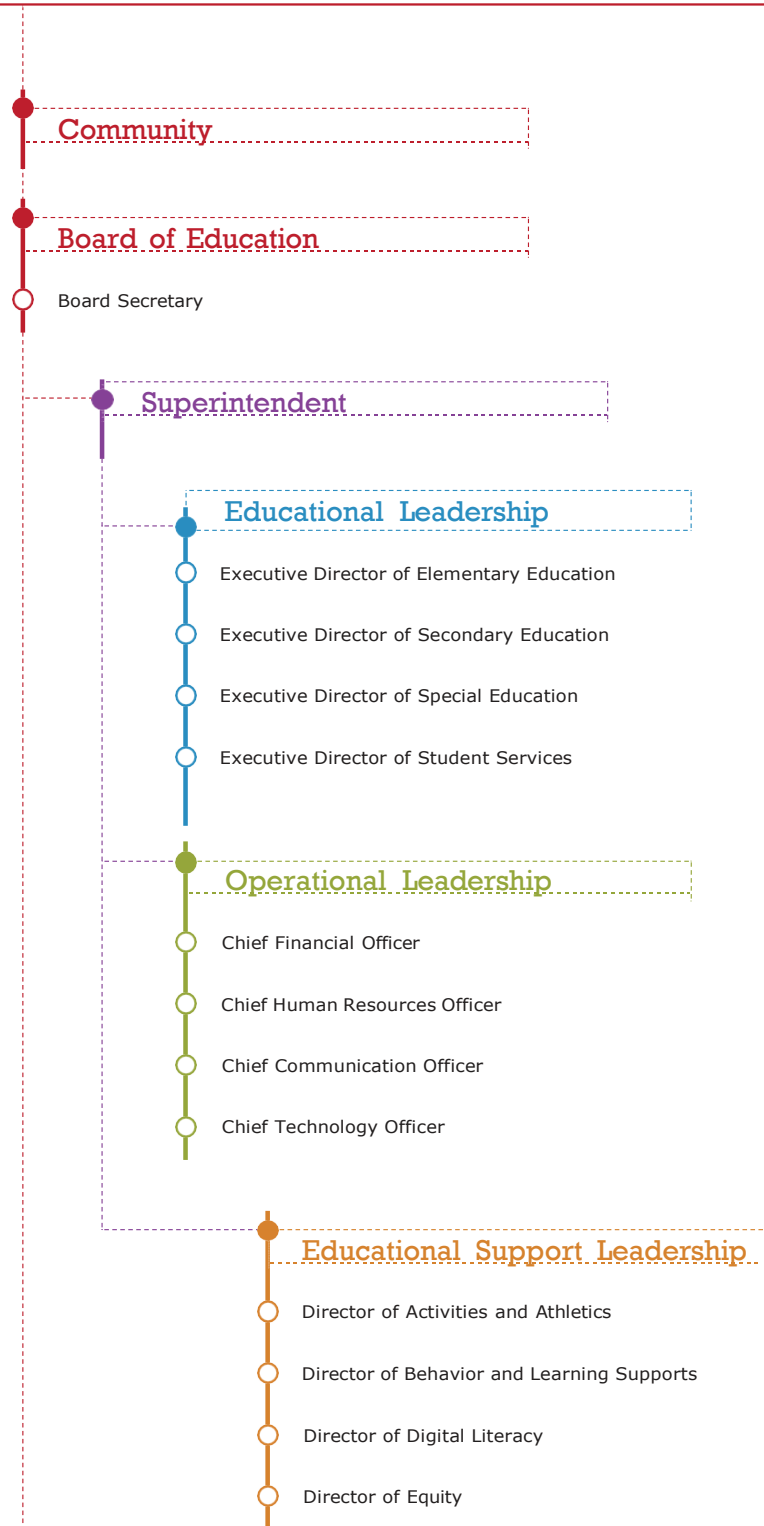 Community
Board of Education
Board Secretary
Superintendent
Educational Leadership
Executive Director of Elementary Education
Executive Director of Secondary Education
Executive Director of Special Education
Executive Director of Student Services
Operational Leadership
Chief Financial Officer
Chief Human Resources Officer
Chief Communication Officer
Chief Technology Officer
Educational Support Leadership
Director of Activities and Athletics
Director of Behavior and Learning Supports
Director of Digital Literacy
Director of Equity